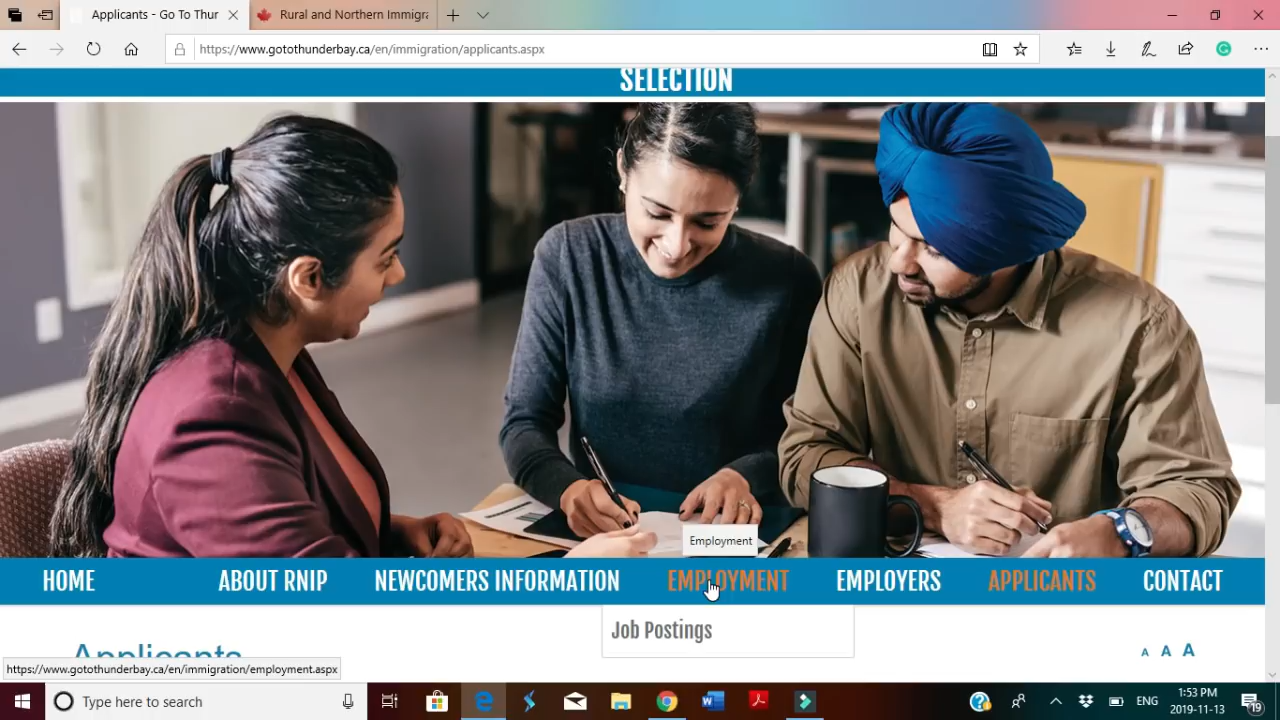 Applicants - Go To Thur
Rural and Northern Immigra
https://www.gotothunderbay.ca/en/immigration/applicants.aspx
SELECTION
Employment
HOME ABOUT RNIP NEWCOMERS INFORMATION EMPLOYMENT EMPLOYERS APPLICANTS CONTACT
Job Postings
Applicants
A A A
https://www.gotothunderbay.ca/en/immigration/employment.aspx
Type here to search
ENG
1:53 PM
2019-11-13
19